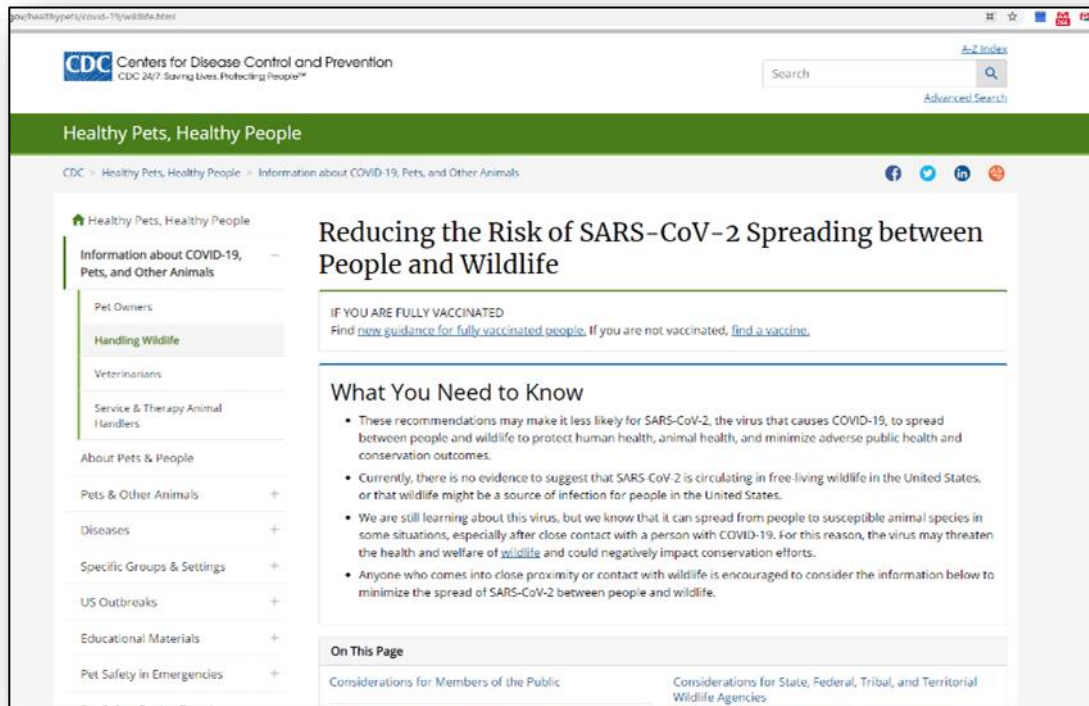 gov/healthypets/covid-19/wildlife.html
CDC Centers for Disease Control and Prevention
CDC 24/7: Saving Lives. Protecting People™
A-Z Index
Search
Advanced Search
Healthy Pets, Healthy People
CDC > Healthy Pets, Healthy People > Information about COVID-19, Pets, and Other Animals
Healthy Pets, Healthy People
Information about COVID-19,
Pets, and Other Animals
Pet Owners
Handling Wildlife
Veterinarians
Service & Therapy Animal
Handlers
About Pets & People
Pets & Other Animals
Diseases
Specific Groups & Settings
US Outbreaks
Educational Materials
Pet Safety in Emergencies
Reducing the Risk of SARS-CoV-2 Spreading between
People and Wildlife
IF YOU ARE FULLY VACCINATED
Find new guidance for fully vaccinated people. If you are not vaccinated, find a vaccine.
What You Need to Know
• These recommendations may make it less likely for SARS-CoV-2, the virus that causes COVID-19, to spread
between people and wildlife to protect human health, animal health, and minimize adverse public health and
conservation outcomes.
• Currently, there is no evidence to suggest that SARS-CoV-2 is circulating in free-living wildlife in the United States,
or that wildlife might be a source of infection for people in the United States.
• We are still learning about this virus, but we know that it can spread from people to susceptible animal species in
some situations, especially after close contact with a person with COVID-19. For this reason, the virus may threaten
the health and welfare of wildlife and could negatively impact conservation efforts.
• Anyone who comes into close proximity or contact with wildlife is encouraged to consider the information below to
minimize the spread of SARS-CoV-2 between people and wildlife.
On This Page
Considerations for Members of the Public
Considerations for State, Federal, Tribal, and Territorial
Wildlife Agencies